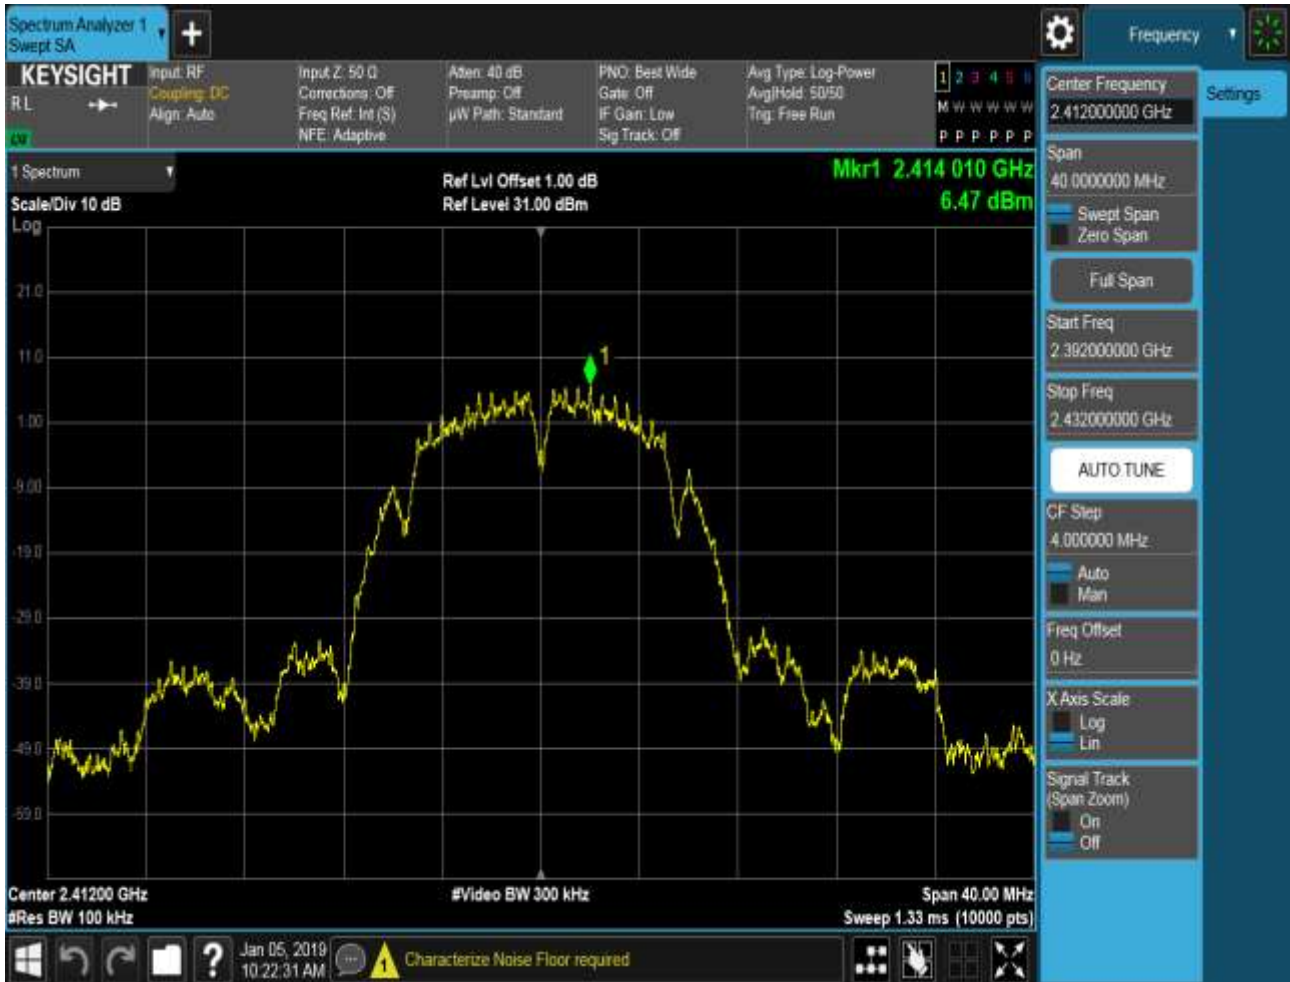 Spectrum Analyzer 1
Swept SA
+
Frequency
KEYSIGHT
RL
Input: RF
Coupling: DC
Align: Auto
Input Z: 50 Ω
Corrections: Off
Freq Ref: Int (S)
NFE: Adaptive
Atten: 40 dB
Preamp: Off
µW Path: Standard
PNO: Best Wide
Gate: Off
IF Gain: Low
Sig Track: Off
Avg Type: Log-Power
Avg|Hold: 50/50
Trig: Free Run
1 2 3 4 5 6
M W W W W W
P P P P P P
1 Spectrum
Scale/Div 10 dB
Log
Ref Lvl Offset 1.00 dB
Ref Level 31.00 dBm
Mkr1 2.414 010 GHz
6.47 dBm
21.0
11.0
1.00
-9.00
-19.0
-29.0
-39.0
-49.0
-59.0
1
Center 2.41200 GHz
#Res BW 100 kHz
#Video BW 300 kHz
Span 40.00 MHz
Sweep 1.33 ms (10000 pts)
Center Frequency
2.412000000 GHz
Settings
Span
40.0000000 MHz
Swept Span
Zero Span
Full Span
Start Freq
2.392000000 GHz
Stop Freq
2.432000000 GHz
AUTO TUNE
CF Step
4.000000 MHz
Auto
Man
Freq Offset
0 Hz
X Axis Scale
Log
Lin
Signal Track
(Span Zoom)
On
Off
?
Jan 05, 2019
10:22:31 AM
1
Characterize Noise Floor required